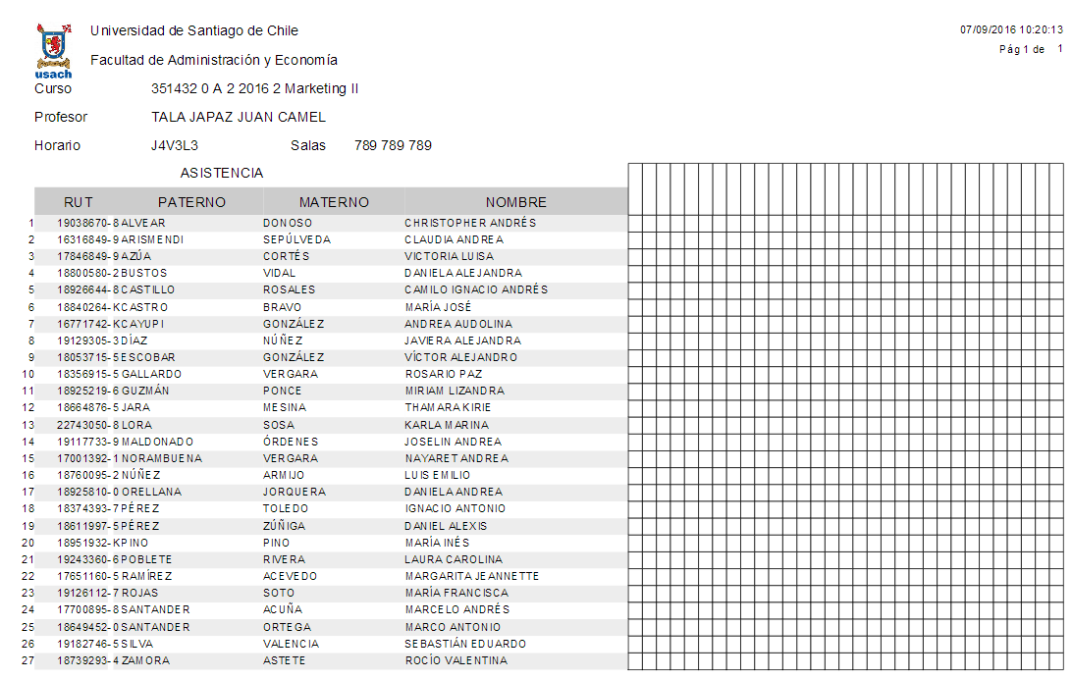 Universidad de Santiago de Chile
07/09/2016 10:20:13
Pág 1 de 1
Facultad de Administración y Economía
usach
Curso 351432 0 A 2 2016 2 Marketing II
Profesor TALA JAPAZ JUAN CAMEL
Horario J4V3L3 Salas 789 789 789
ASISTENCIA
RUT PATERNO MATERNO NOMBRE
1 19038670-8 ALVEAR DONOSO CHRISTOPHER ANDRÉS
2 16316849-9 ARISMENDI SEPÚLVEDA CLAUDIA ANDREA
3 17846849-9 AZÚA CORTÉS VICTORIA LUISA
4 18800580-2 BUSTOS VIDAL DANIELA ALEJANDRA
5 18926644-8 CASTILLO ROSALES CAMILO IGNACIO ANDRÉS
6 18840264-K CASTRO BRAVO MARÍA JOSÉ
7 16771742-K CAYUPI GONZÁLEZ ANDREA AUDOLINA
8 19129305-3 DÍAZ NÚÑEZ JAVIERA ALEJANDRA
9 18053715-5 ESCOBAR GONZÁLEZ VÍCTOR ALEJANDRO
10 18356915-5 GALLARDO VERGARA ROSARIO PAZ
11 18925219-6 GUZMÁN PONCE MIRIAM LIZANDRA
12 18664876-5 JARA MESINA THAMARA KIRIE
13 22743050-8 LORA SOSA KARLA MARINA
14 19117733-9 MALDONADO ÓRDENES JOSELIN ANDREA
15 17001392-1 NORAMBUENA VERGARA NAYARET ANDREA
16 18760095-2 NÚÑEZ ARMIJO LUIS EMILIO
17 18925810-0 ORELLANA JORQUERA DANIELA ANDREA
18 18374393-7 PÉREZ TOLEDO IGNACIO ANTONIO
19 18611997-5 PÉREZ ZÚÑIGA DANIEL ALEXIS
20 18951932-K PINO PINO MARÍA INÉS
21 19243360-6 POBLETE RIVERA LAURA CAROLINA
22 17651160-5 RAMÍREZ ACEVEDO MARGARITA JEANNETTE
23 19126112-7 ROJAS SOTO MARÍA FRANCISCA
24 17700895-8 SANTANDER ACUÑA MARCELO ANDRÉS
25 18649452-0 SANTANDER ORTEGA MARCO ANTONIO
26 19182746-5 SILVA VALENCIA SEBASTIÁN EDUARDO
27 18739293-4 ZAMORA ASTETE ROCÍO VALENTINA